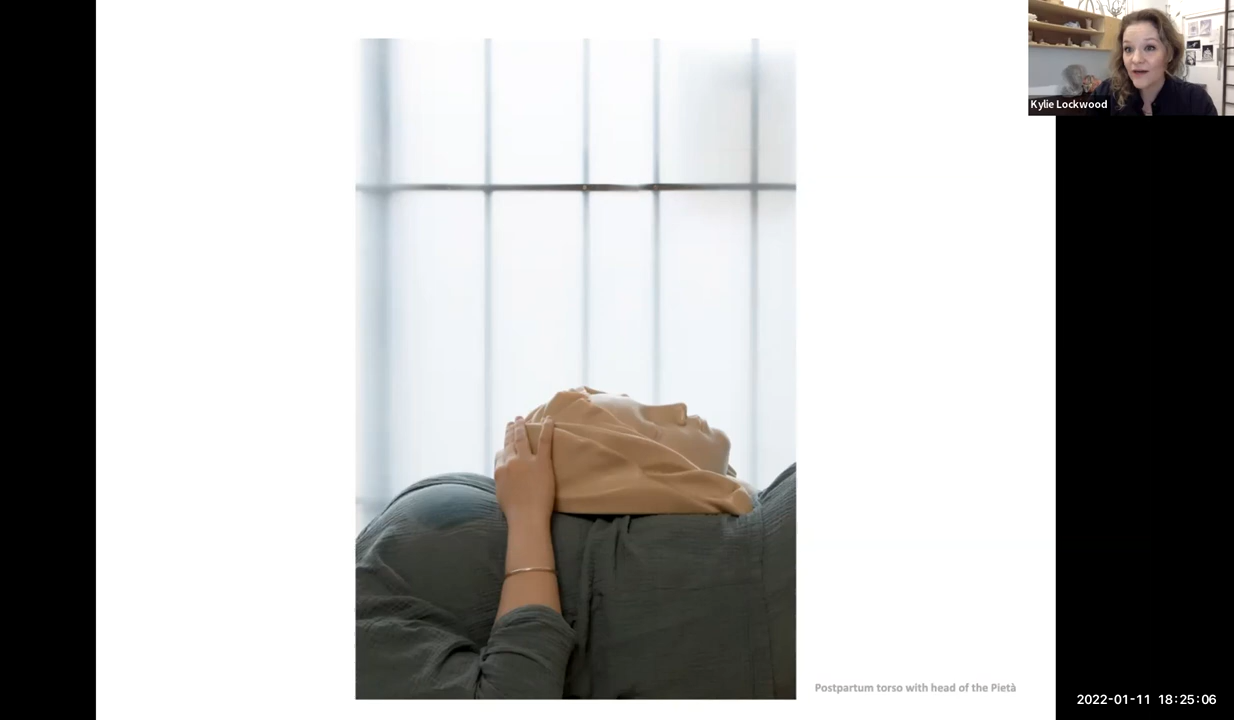 Kylie Lockwood
Postpartum torso with head of the Pietà
2022-01-11 18:25:06